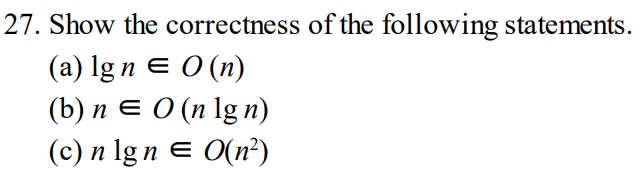 27. Show the correctness of the following statements.
(a) lg n ∈ O (n)
(b) n ∈ O (n lg n)
(c) n lg n ∈ O(n²)